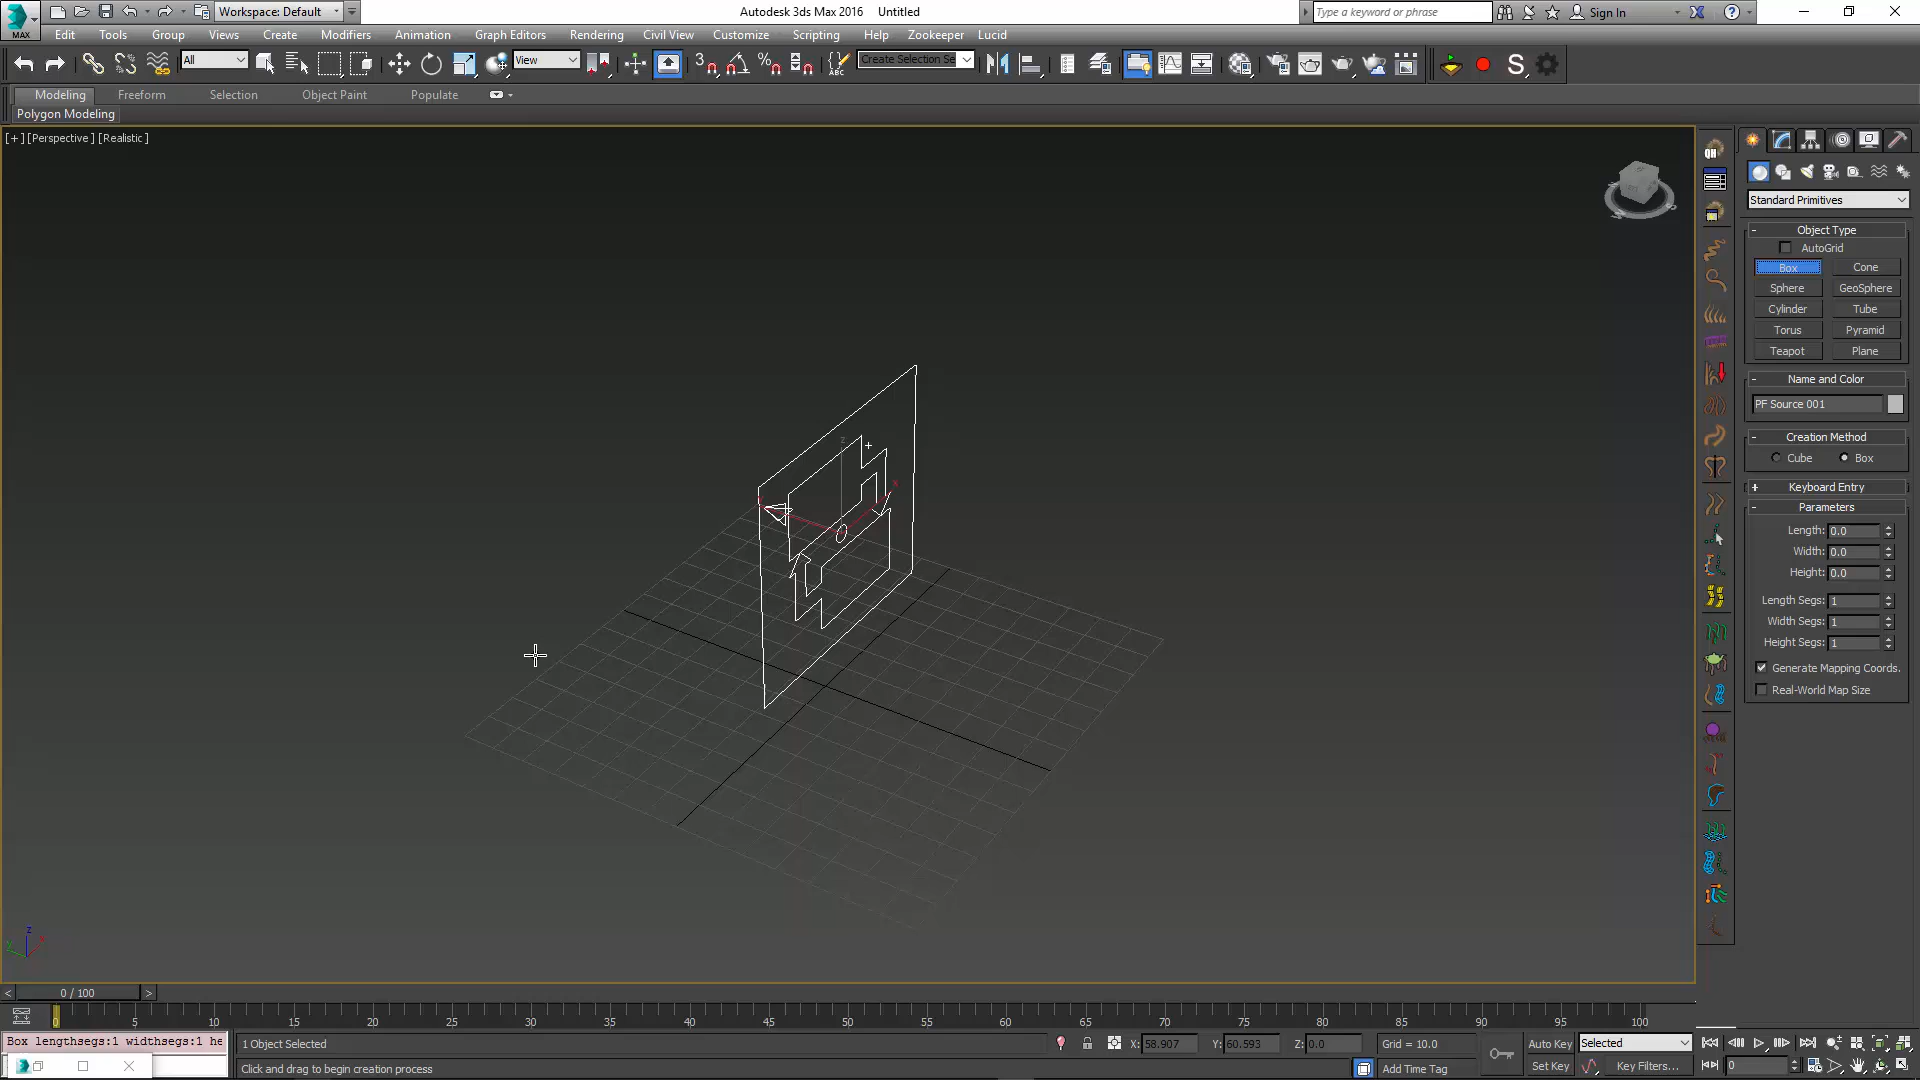 Workspace: Default
Autodesk 3ds Max 2016 Untitled
Type a keyword or phrase
Sign In
MAX
Edit Tools Group Views Create Modifiers Animation Graph Editors Rendering Civil View Customize Scripting Help Zookeeper Lucid
All
View
3
ABC
Create Selection Se
S
Modeling Freeform Selection Object Paint Populate
Polygon Modeling
[+] [Perspective ] [Realistic ]
QH
Standard Primitives
- Object Type
AutoGrid
Box Cone
Sphere GeoSphere
Cylinder Tube
Torus Pyramid
Teapot Plane
- Name and Color
PF Source 001
- Creation Method
Cube Box
+ Keyboard Entry
- Parameters
Length: 0.0
Width: 0.0
Height: 0.0
Length Segs: 1
Width Segs: 1
Height Segs: 1
Generate Mapping Coords.
Real-World Map Size
z
x
z
< 0 / 100 >
0 5 10 15 20 25 30 35 40 45 50 55 60 65 70 75 80 85 90 95 100
Box lengthsegs:1 widthsegs:1 he
1 Object Selected
X: 58.907 Y: 60.593 Z: 0.0 Grid = 10.0
Auto Key Selected
Click and drag to begin creation process
Add Time Tag
Set Key Key Filters...
0